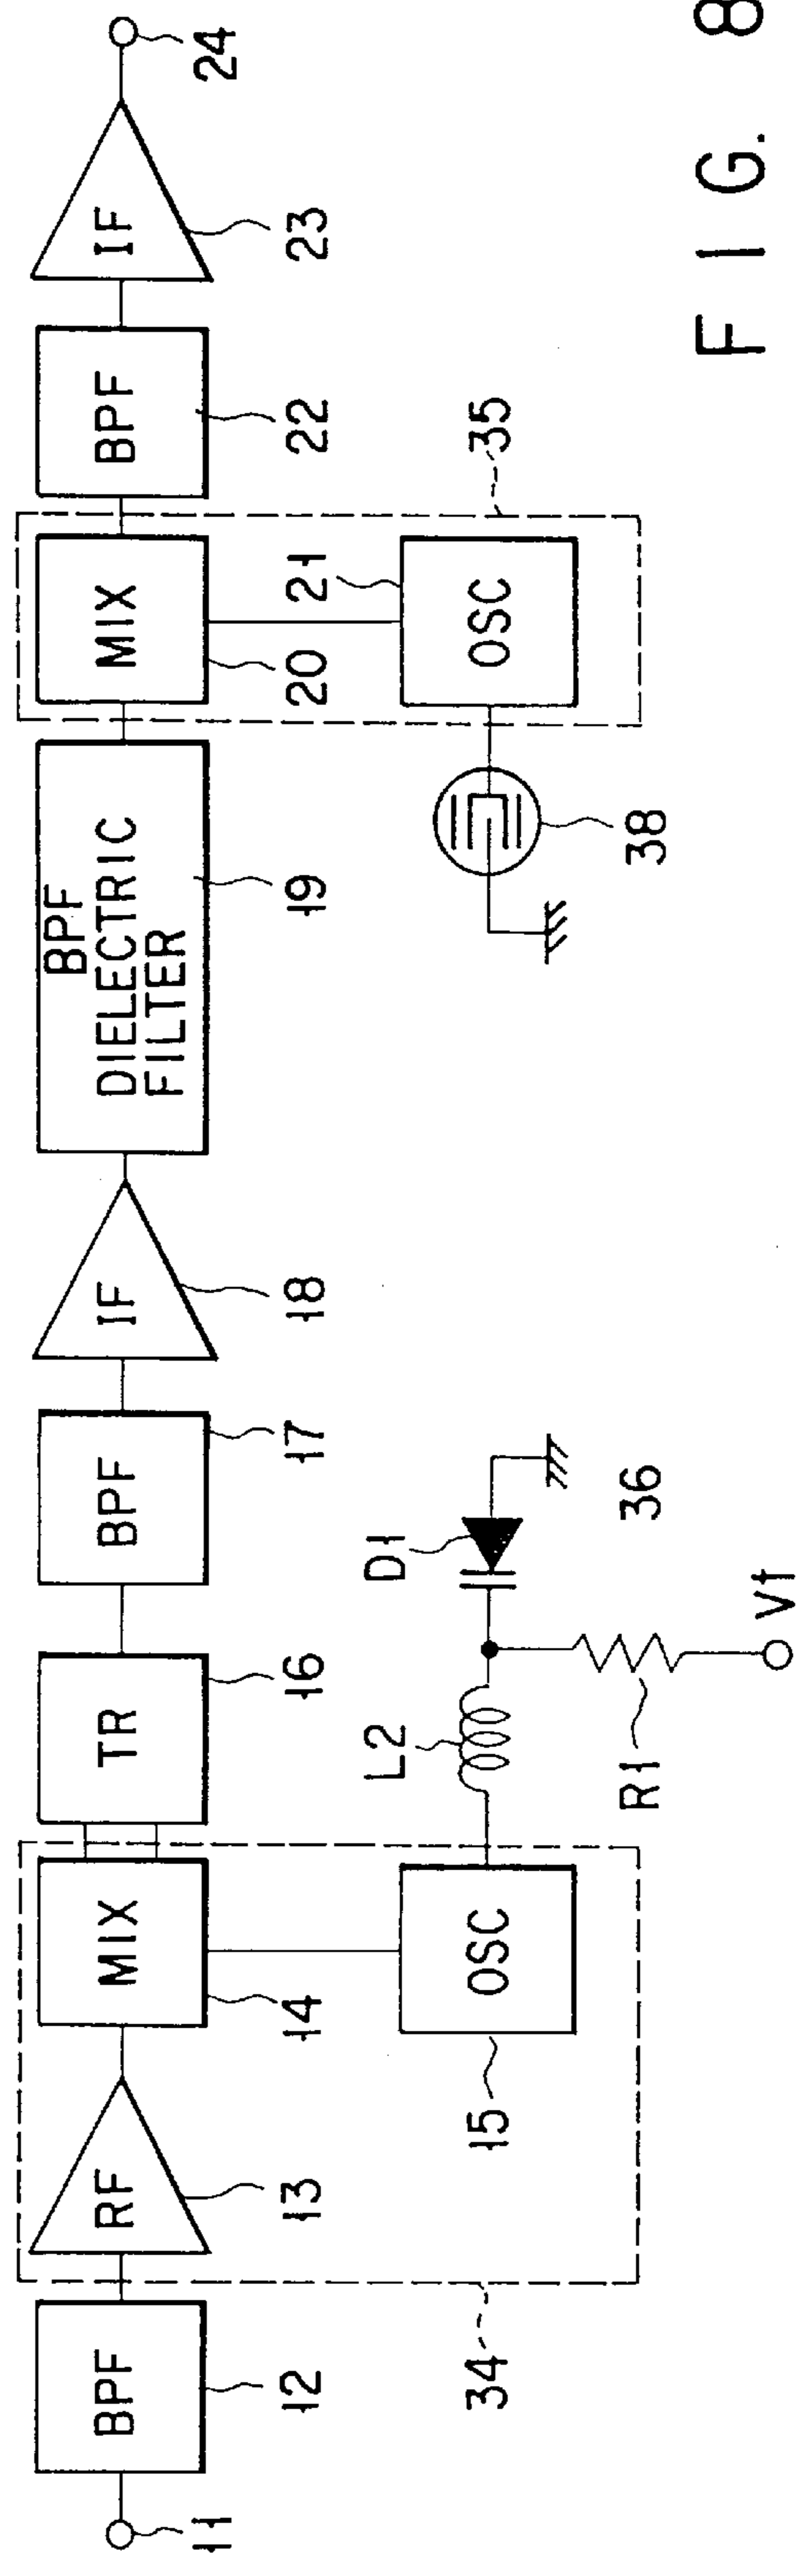 11
BPF
12
RF
13
MIX
14
TR
16
BPF
17
IF
18
BPF
DIELECTRIC
FILTER
19
MIX
20
BPF
22
IF
23
24
34
15
OSC
L2
D1
R1
Vt
36
38
OSC
21
35
FIG. 8